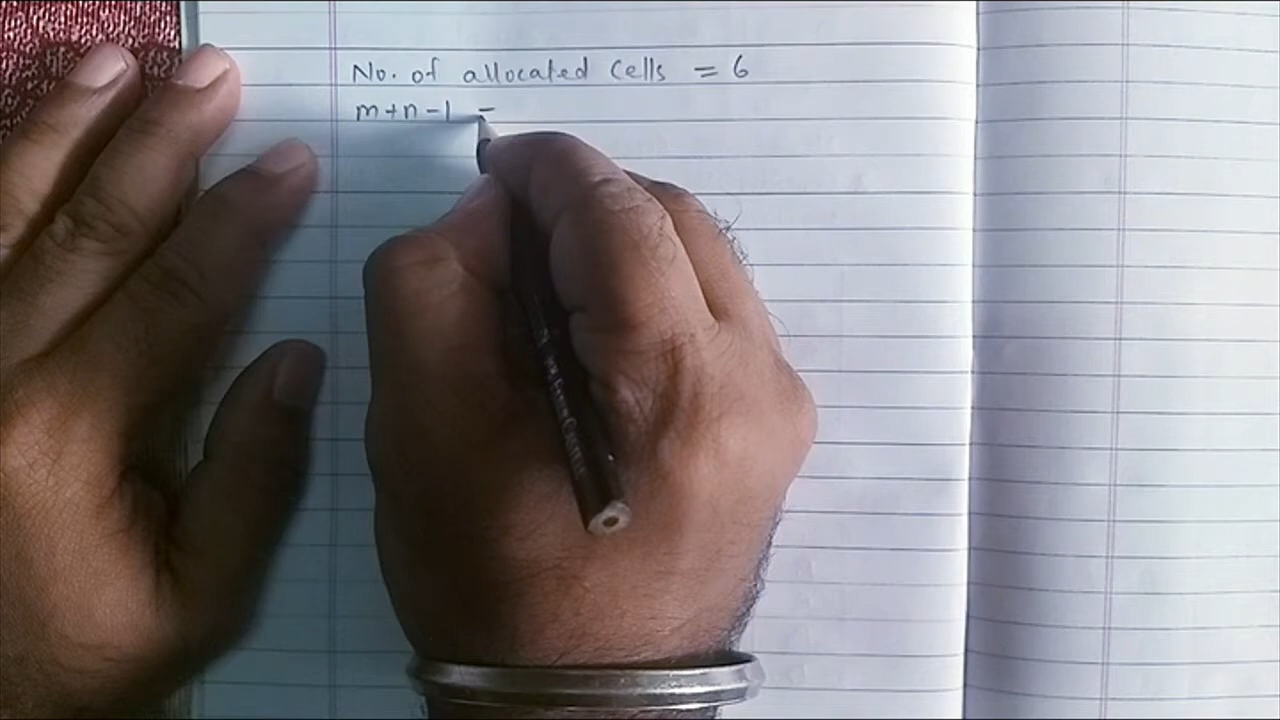 No. of allocated Cells = 6
m+n-1 =